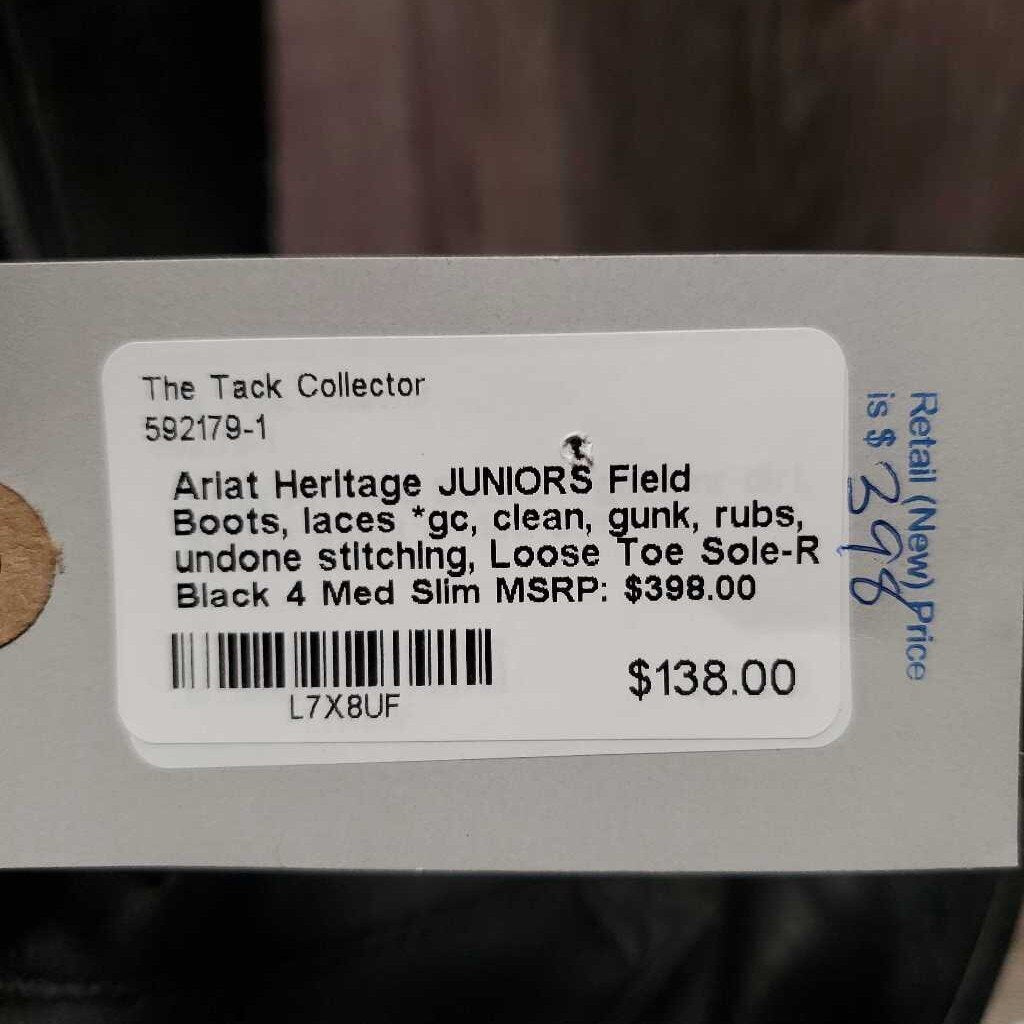 The Tack Collector
592179-1
Ariat Heritage JUNIORS Field
Boots, laces *gc, clean, gunk, rubs,
undone stitching, Loose Toe Sole-R
Black 4 Med Slim MSRP: $398.00
L7X8UF
$138.00
Retail (New) Price
is $ 398